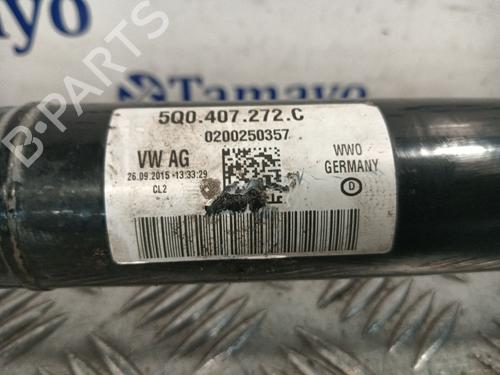 Tamayo
5Q0.407.272.C
0200250357
VW AG
WWO
GERMANY
26.09.2015 -13:33:29
CL2
D
B-PARTS